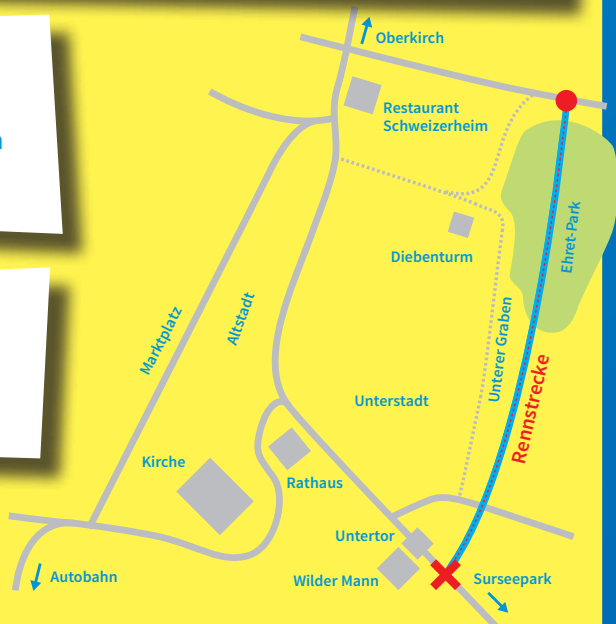 Oberkirch
Restaurant
Schweizerheim
Ehret-Park
Diebenturm
Marktplatz
Altstadt
Unterer Graben
Rennstrecke
Unterstadt
Kirche
Rathaus
Untertor
Wilder Mann
Surseepark
Autobahn